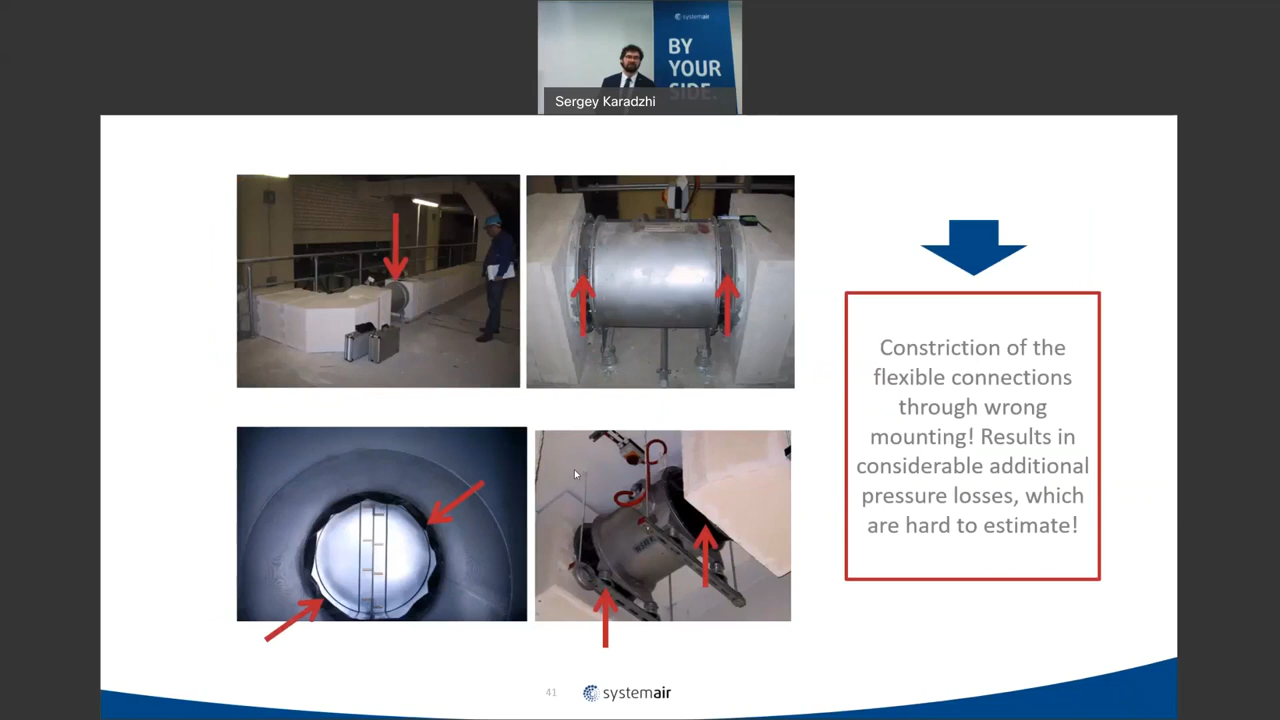 systemair
BY
YOUR
SIDE.
Sergey Karadzhi
Constriction of the
flexible connections
through wrong
mounting! Results in
considerable additional
pressure losses, which
are hard to estimate!
41
systemair